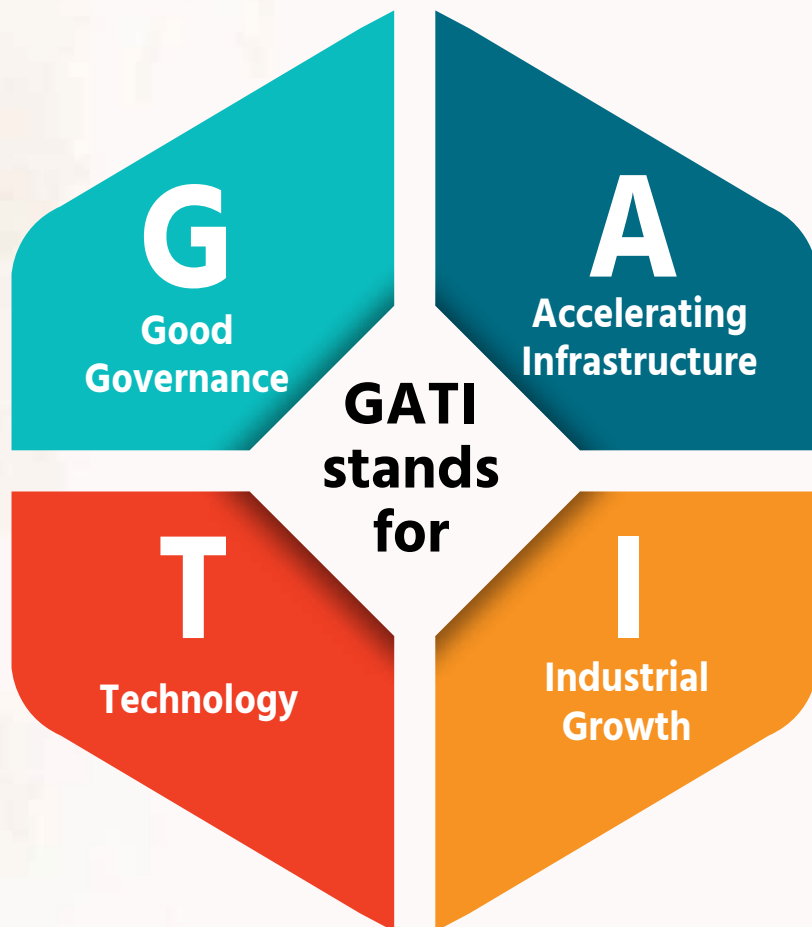 G
Good
Governance
A
Accelerating
Infrastructure
GATI
stands
for
T
Technology
I
Industrial
Growth